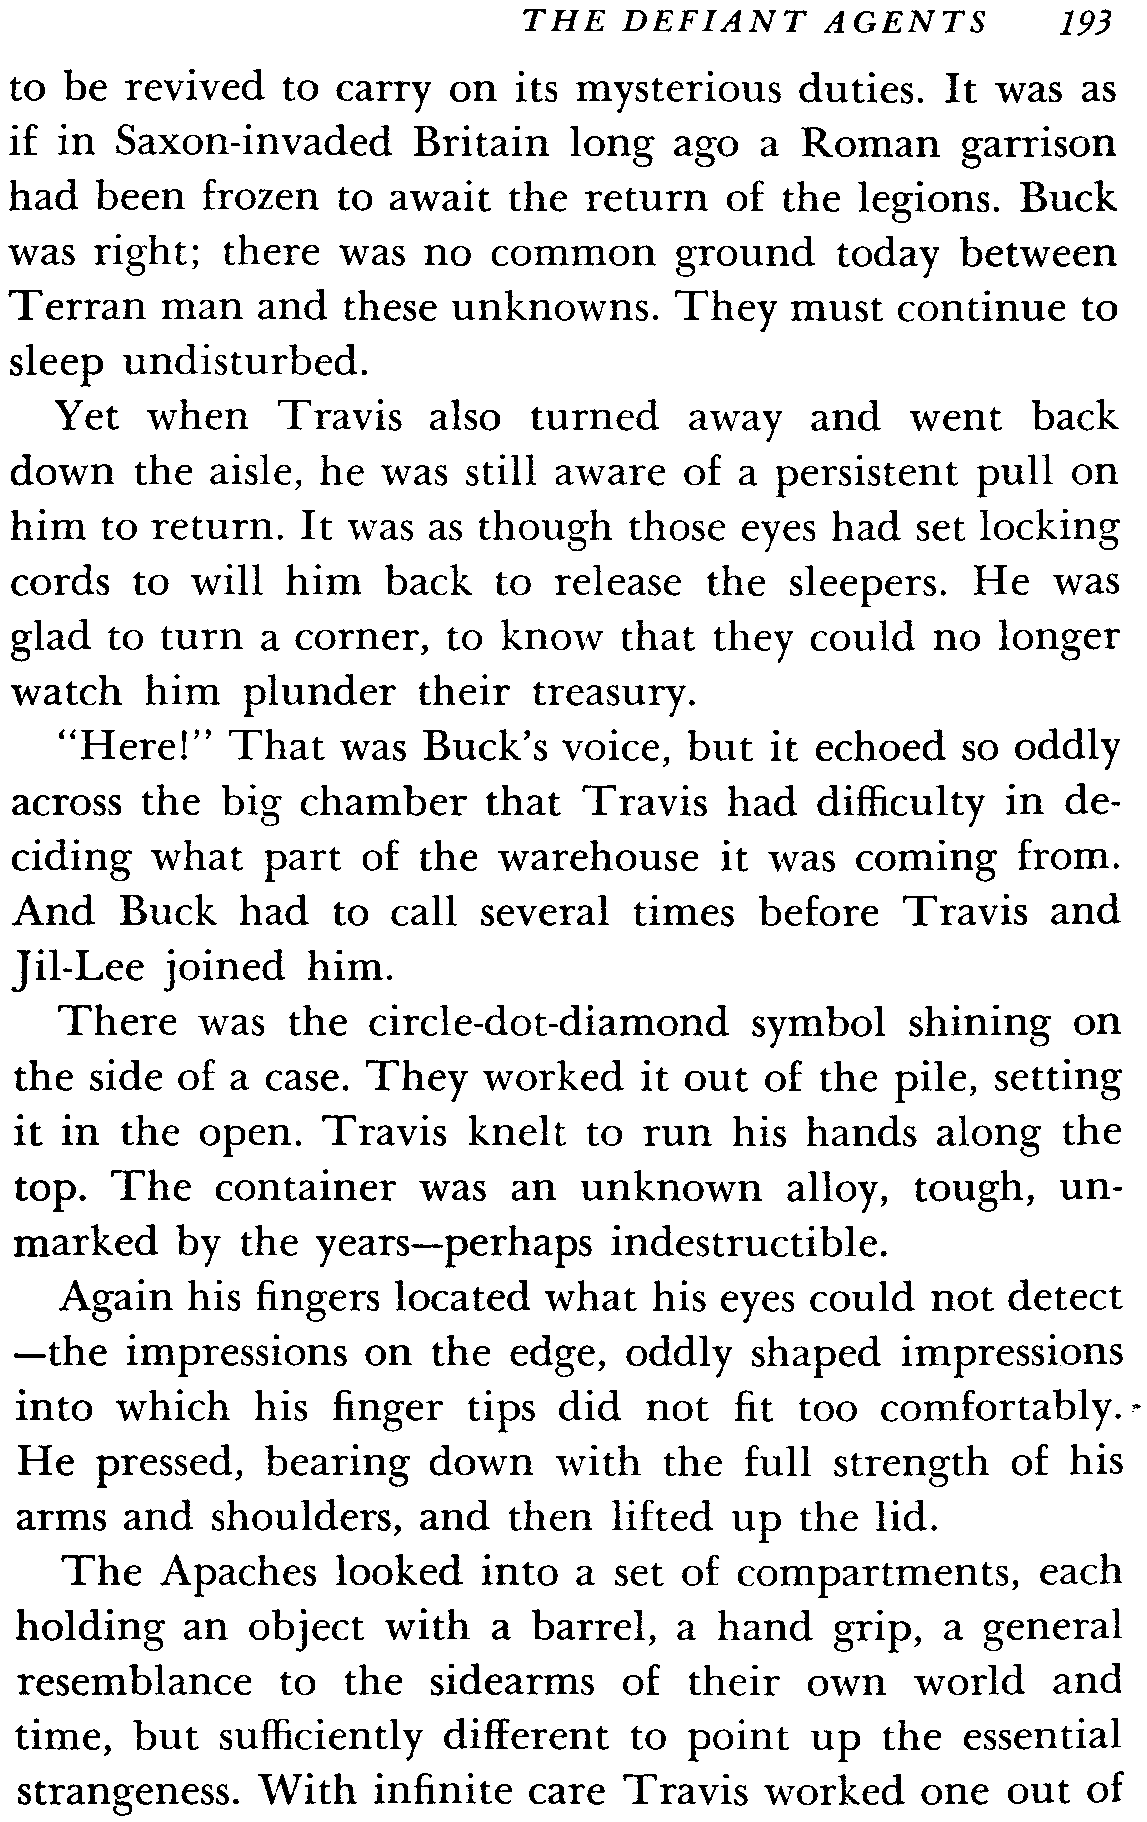 THE DEFIANT AGENTS 193
to be revived to carry on its mysterious duties. It was as
if in Saxon-invaded Britain long ago a Roman garrison
had been frozen to await the return of the legions. Buck
was right; there was no common ground today between
Terran man and these unknowns. They must continue to
sleep undisturbed.
Yet when Travis also turned away and went back
down the aisle, he was still aware of a persistent pull on
him to return. It was as though those eyes had set locking
cords to will him back to release the sleepers. He was
glad to turn a corner, to know that they could no longer
watch him plunder their treasury.
"Here!" That was Buck's voice, but it echoed so oddly
across the big chamber that Travis had difficulty in de-
ciding what part of the warehouse it was coming from.
And Buck had to call several times before Travis and
Jil-Lee joined him.
There was the circle-dot-diamond symbol shining on
the side of a case. They worked it out of the pile, setting
it in the open. Travis knelt to run his hands along the
top. The container was an unknown alloy, tough, un-
marked by the years—perhaps indestructible.
Again his fingers located what his eyes could not detect
—the impressions on the edge, oddly shaped impressions
into which his finger tips did not fit too comfortably.
He pressed, bearing down with the full strength of his
arms and shoulders, and then lifted up the lid.
The Apaches looked into a set of compartments, each
holding an object with a barrel, a hand grip, a general
resemblance to the sidearms of their own world and
time, but sufficiently different to point up the essential
strangeness. With infinite care Travis worked one out of